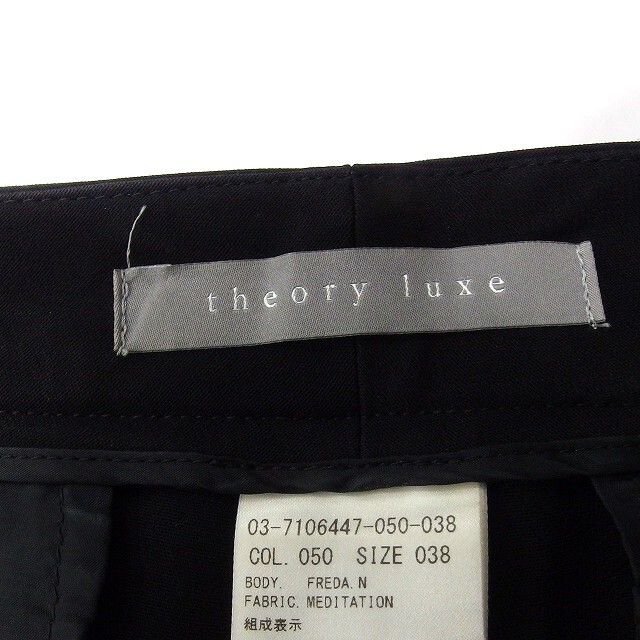 theory luxe
03-7106447-050-038
COL. 050 SIZE 038
BODY. FREDA.N
FABRIC. MEDITATION
組成表示